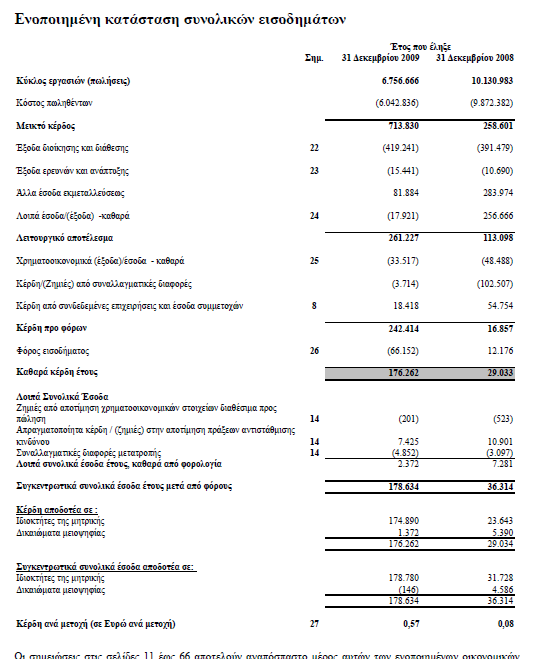 Ενοποιημένη κατάσταση συνολικών εισοδημάτων
Έτος που έληξε
Σημ. 31 Δεκεμβρίου 2009 31 Δεκεμβρίου 2008
Κύκλος εργασιών (πωλήσεις) 6.756.666 10.130.983
Κόστος πωληθέντων (6.042.836) (9.872.382)
Μεικτό κέρδος 713.830 258.601
Έξοδα διοίκησης και διάθεσης 22 (419.241) (391.479)
Έξοδα ερευνών και ανάπτυξης 23 (15.441) (10.690)
Άλλα έσοδα εκμεταλλεύσεως 81.884 283.974
Λοιπά έσοδα/(έξοδα) -καθαρά 24 (17.921) 256.666
Λειτουργικό αποτέλεσμα 261.227 113.098
Χρηματοοικονομικά (έξοδα)/έσοδα - καθαρά 25 (33.517) (48.488)
Κέρδη/(Ζημιές) από συναλλαγματικές διαφορές (3.714) (102.507)
Κέρδη από συνδεδεμένες επιχειρήσεις και έσοδα συμμετοχών 8 18.418 54.754
Κέρδη προ φόρων 242.414 16.857
Φόρος εισοδήματος 26 (66.152) 12.176
Καθαρά κέρδη έτους 176.262 29.033
Λοιπά Συνολικά Έσοδα
Ζημιές από αποτίμηση χρηματοοικονομικών στοιχείων διαθέσιμα προς
πώληση 14 (201) (523)
Απραγματοποίητα κέρδη / (ζημιές) στην αποτίμηση πράξεων αντιστάθμισης
κινδύνου 14 7.425 10.901
Συναλλαγματικές διαφορές μετατροπής 14 (4.852) (3.097)
Λοιπά συνολικά έσοδα έτους, καθαρά από φορολογία 2.372 7.281
Συγκεντρωτικά συνολικά έσοδα έτους μετά από φόρους 178.634 36.314
Κέρδη αποδοτέα σε :
Ιδιοκτήτες της μητρικής 174.890 23.643
Δικαιώματα μειοψηφίας 1.372 5.390
176.262 29.034
Συγκεντρωτικά συνολικά έσοδα αποδοτέα σε:
Ιδιοκτήτες της μητρικής 178.780 31.728
Δικαιώματα μειοψηφίας (146) 4.586
178.634 36.314
Κέρδη ανά μετοχή (σε Ευρώ ανά μετοχή) 27 0,57 0,08
Οι σημειώσεις στις σελίδες 11 έως 66 αποτελούν αναπόσπαστο μέρος αυτών των ενοποιημένων οικονομικών